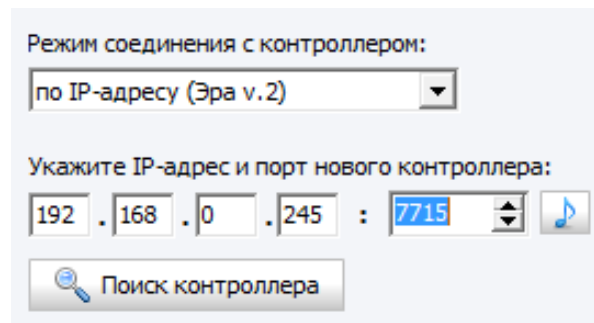 Режим соединения с контроллером:
по IP-адресу (Эра v.2)
Укажите IP-адрес и порт нового контроллера:
192 . 168 . 0 . 245 : 7715
Поиск контроллера